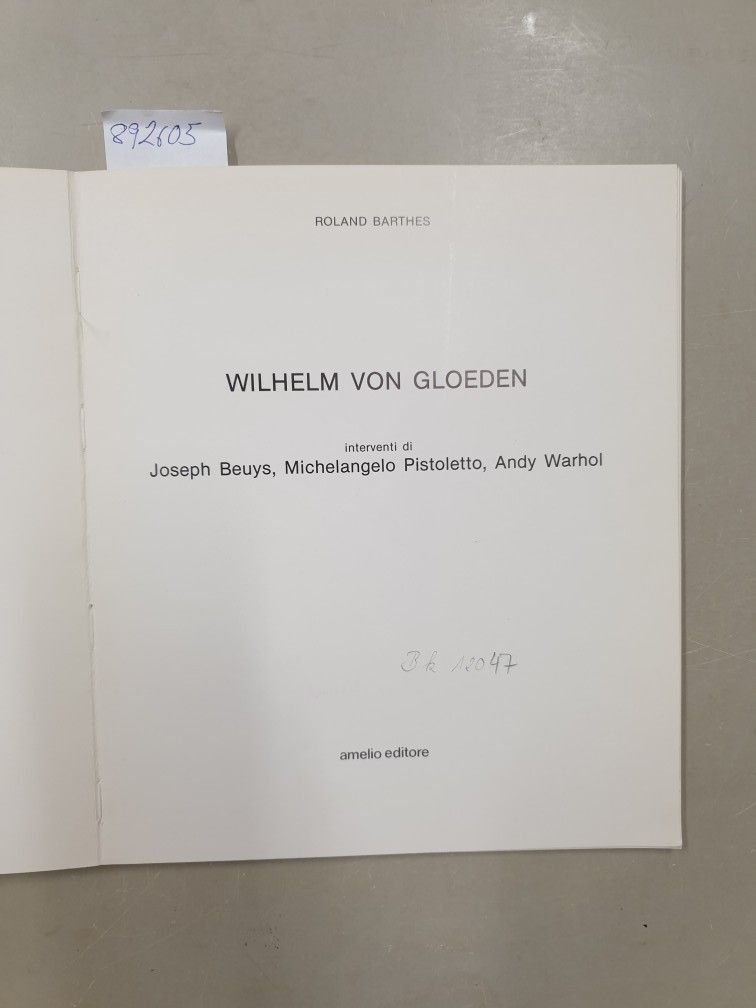 892605
ROLAND BARTHES
WILHELM VON GLOEDEN
interventi di
Joseph Beuys, Michelangelo Pistoletto, Andy Warhol
Bk 12047
amelio editore